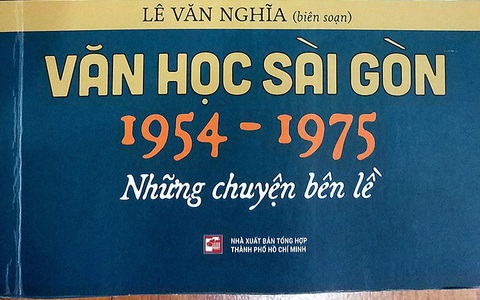 LÊ VĂN NGHĨA (biên soạn)
VĂN HỌC SÀI GÒN
1954 - 1975
Những chuyện bên lề
NHÀ XUẤT BẢN TỔNG HỢP
THÀNH PHỐ HỒ CHÍ MINH